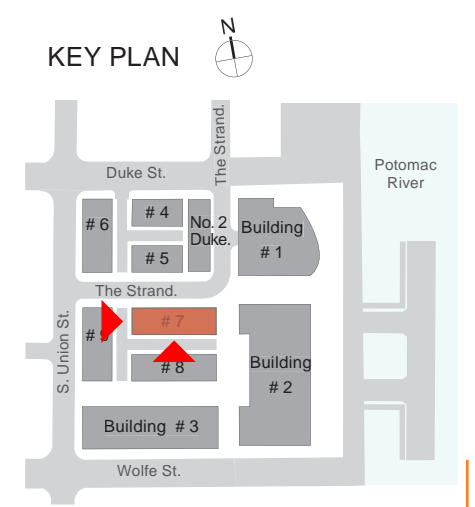 N
KEY PLAN
The Strand.
Duke St.
Potomac
River
# 4
# 6
No. 2
Duke.
Building
# 1
# 5
The Strand.
# 7
# 9
S. Union St.
# 8
Building
# 2
Building # 3
Wolfe St.